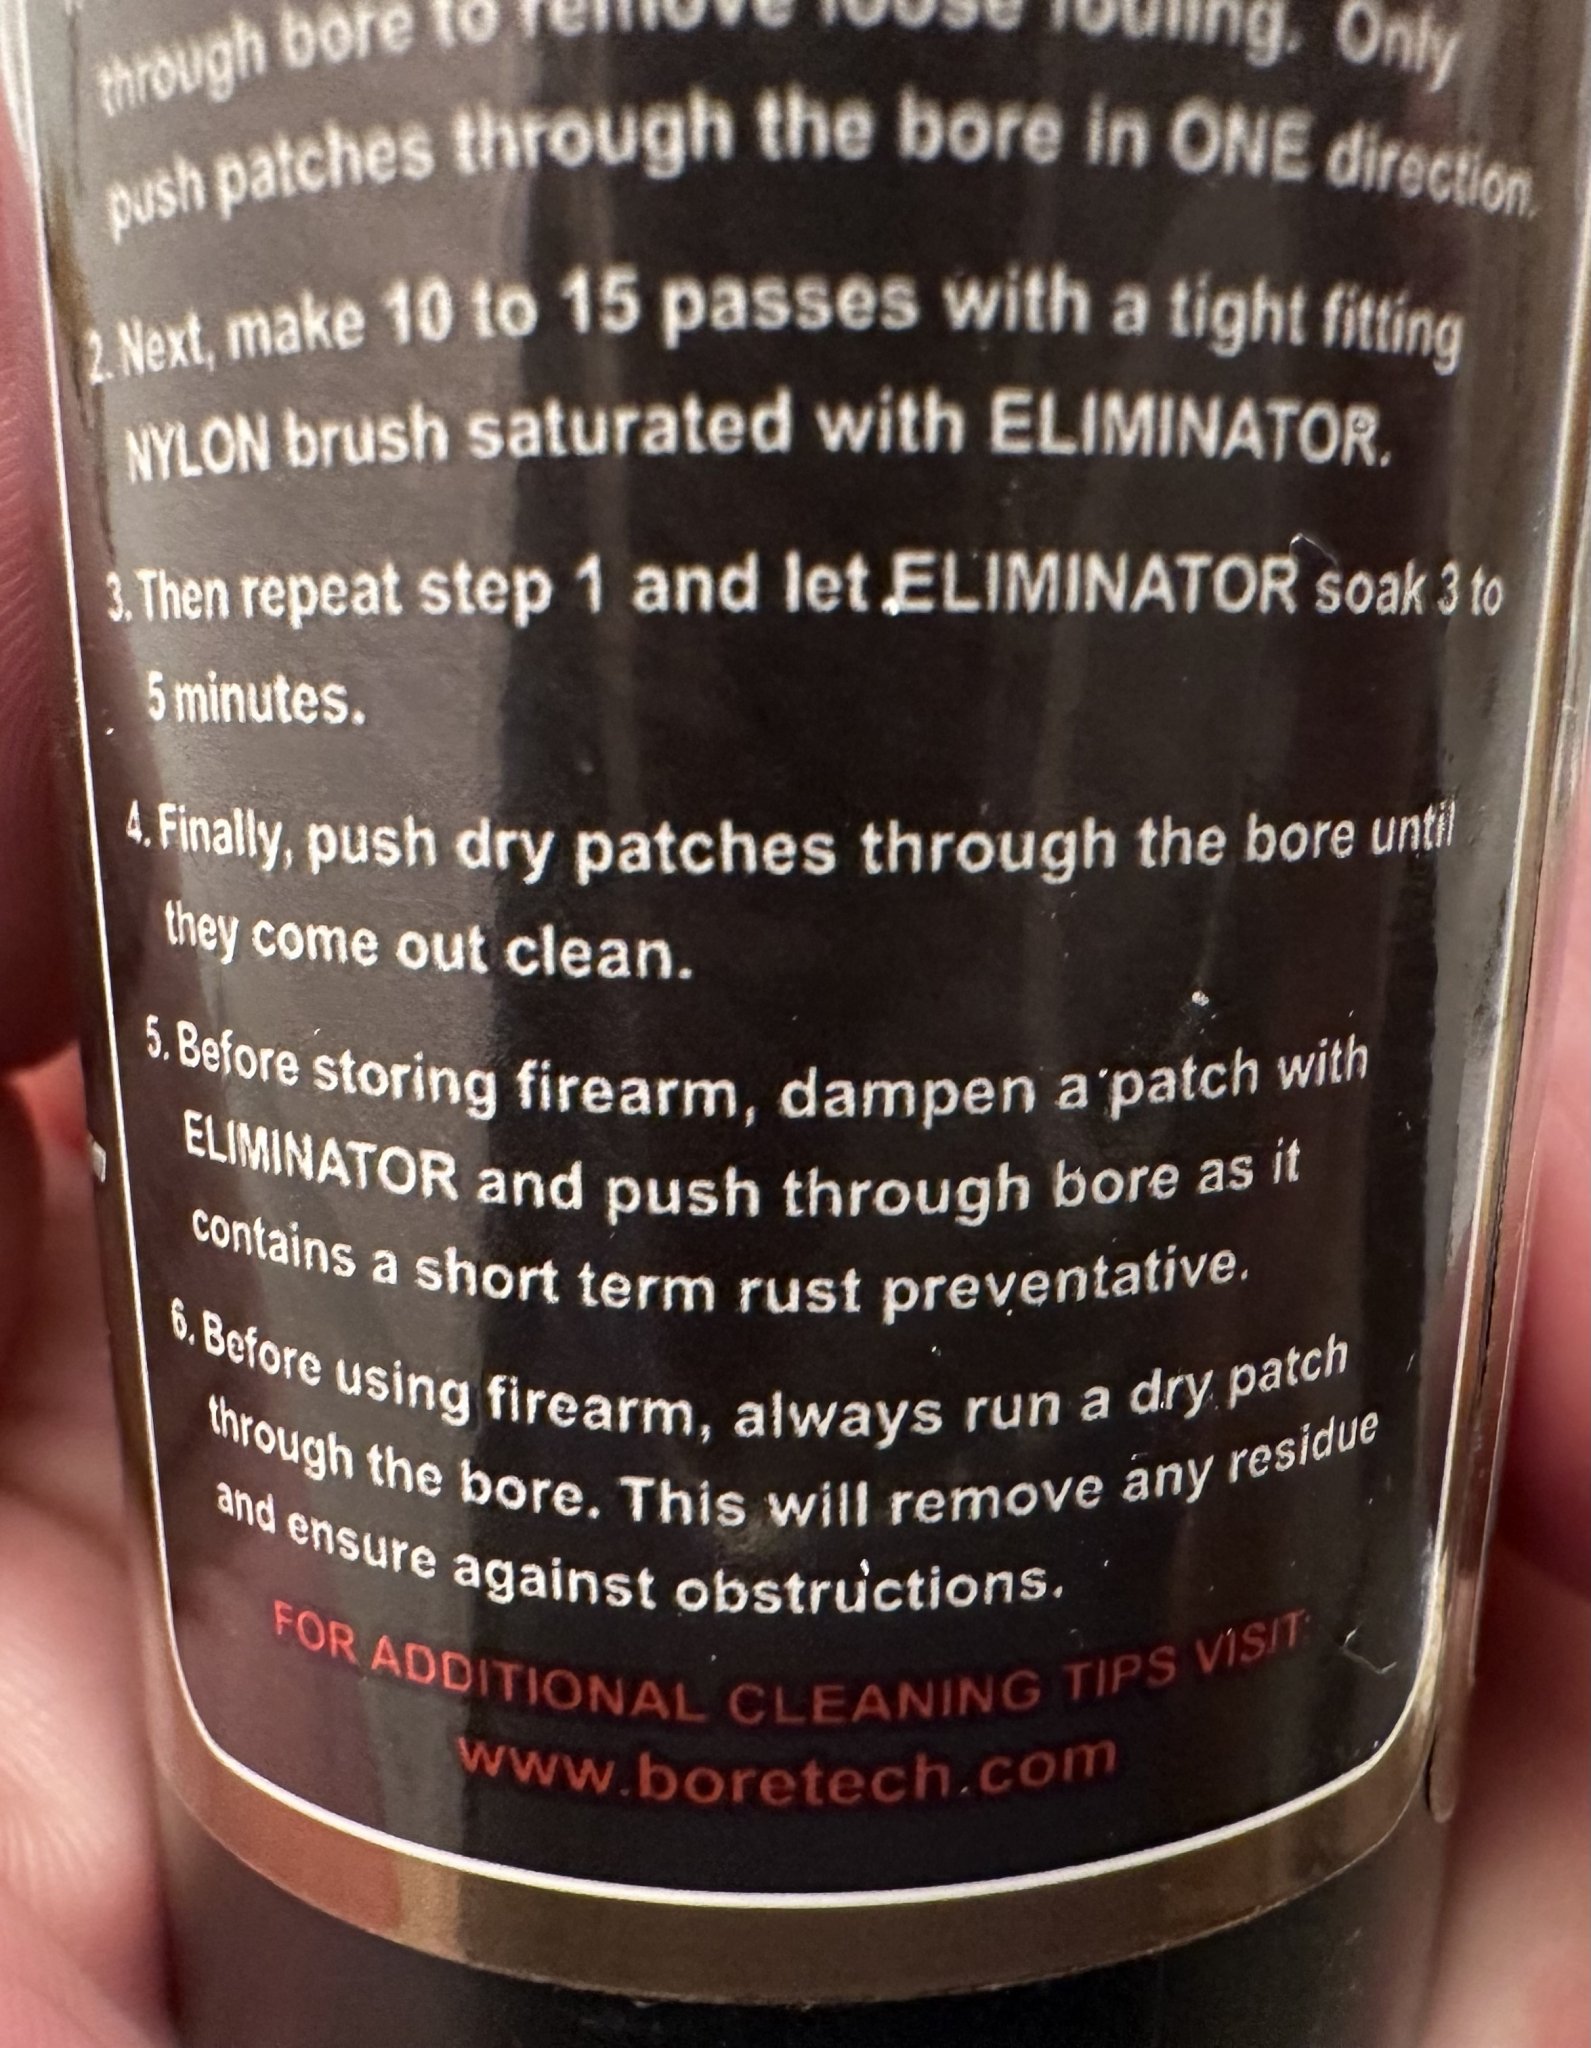 through bore to remove loose fouling. Only
push patches through the bore in ONE direction.
2. Next, make 10 to 15 passes with a tight fitting
NYLON brush saturated with ELIMINATOR.
3. Then repeat step 1 and let ELIMINATOR soak 3 to
5 minutes.
4. Finally, push dry patches through the bore until
they come out clean.
5. Before storing firearm, dampen a patch with
ELIMINATOR and push through bore as it
contains a short term rust preventative.
6. Before using firearm, always run a dry patch
through the bore. This will remove any residue
and ensure against obstructions.
FOR ADDITIONAL CLEANING TIPS VISIT:
www.boretech.com